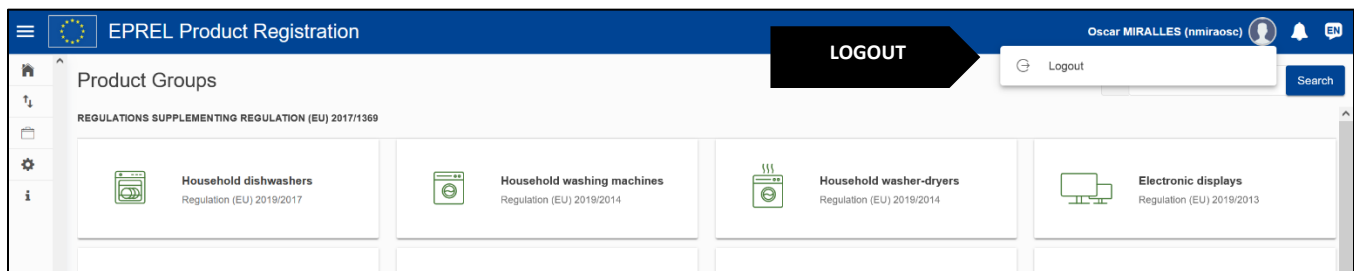 EPREL Product Registration
Oscar MIRALLES (nmiraosc)
EN
LOGOUT
Logout
Product Groups
Search
REGULATIONS SUPPLEMENTING REGULATION (EU) 2017/1369
Household dishwashers
Regulation (EU) 2019/2017
Household washing machines
Regulation (EU) 2019/2014
Household washer-dryers
Regulation (EU) 2019/2014
Electronic displays
Regulation (EU) 2019/2013